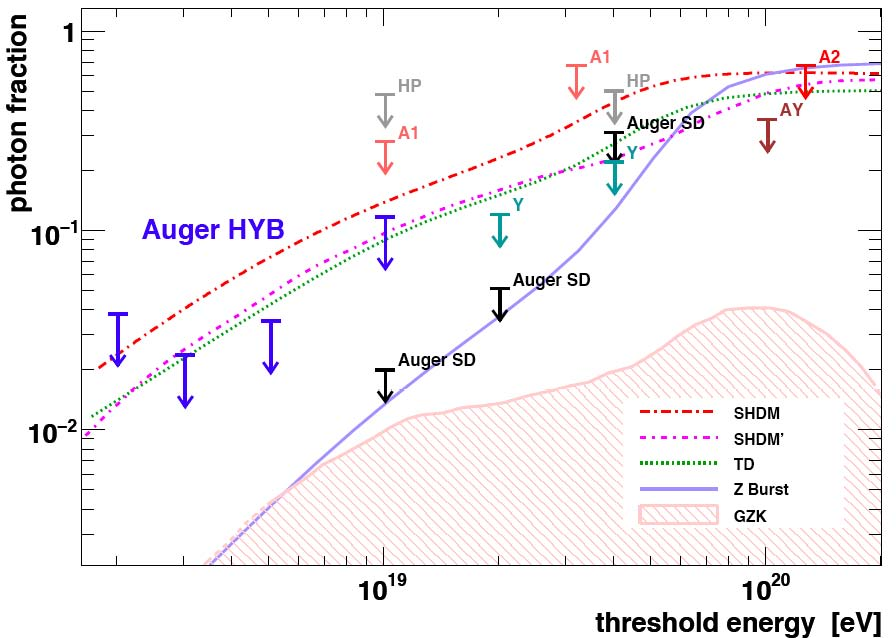 photon fraction
1
10⁻¹
10⁻²
HP
A1
A1
HP
A2
AY
Auger SD
Y
Y
Auger HYB
Auger SD
Auger SD
SHDM
SHDM'
TD
Z Burst
GZK
10¹⁹
10²⁰
threshold energy [eV]